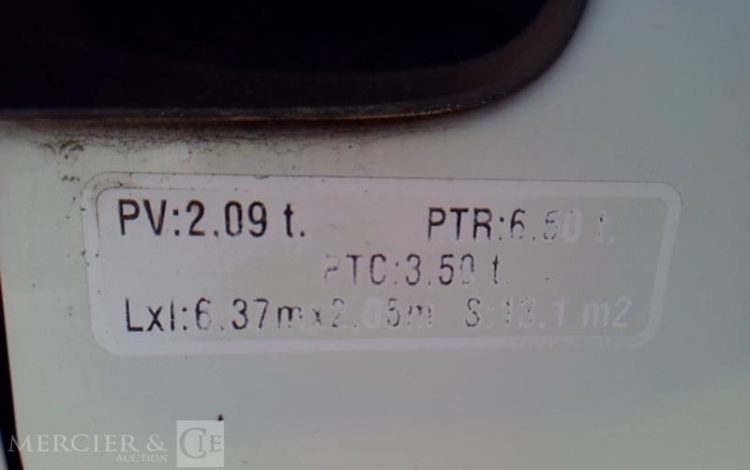 PV:2.09 t. PTR:6.50 t.
PTC:3.50 t.
Lxl:6.37mx2.05m S:13.1 m2
MERCIER & CIE
AUCTION